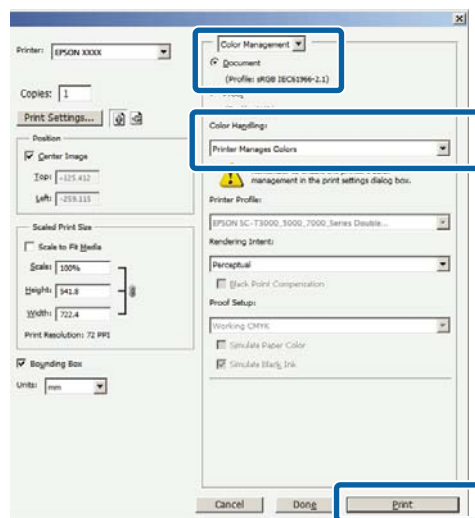 Printer: EPSON XXXX
Copies: 1
Print Settings...
Position
Center Image
Top: -125.412
Left: -259.115
Scaled Print Size
Scale to Fit Media
Scale: 100%
Height: 541.8
Width: 722.4
Print Resolution: 72 PPI
Bounding Box
Units: mm
Color Management
Document
(Profile: sRGB IEC61966-2.1)
Color Handling:
Printer Manages Colors
management in the print settings dialog box.
Printer Profile:
EPSON SC-T3000_5000_7000_Series Double...
Rendering Intent:
Perceptual
Black Point Compensation
Proof Setup:
Working CMYK
Simulate Paper Color
Simulate Black Ink
Cancel
Done
Print